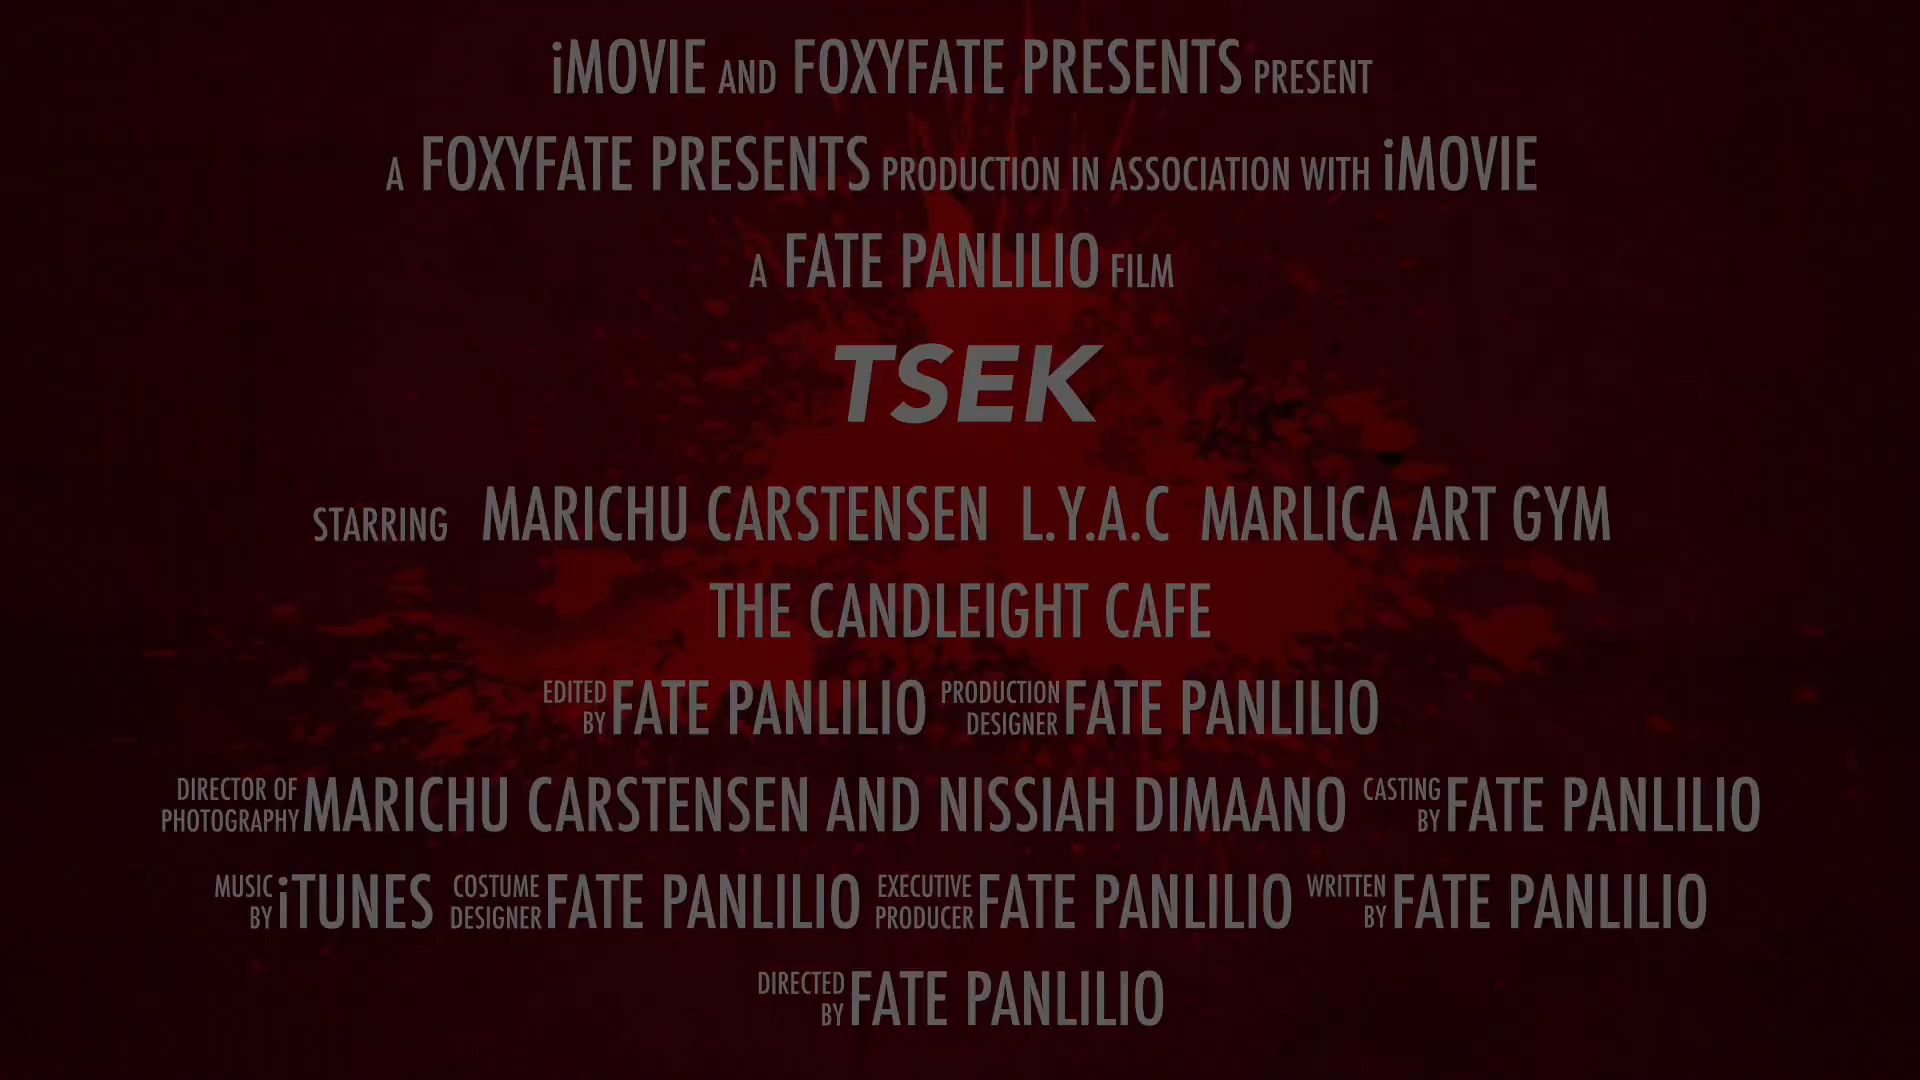 iMOVIE AND FOXYFATE PRESENTS PRESENT
A FOXYFATE PRESENTS PRODUCTION IN ASSOCIATION WITH iMOVIE
A FATE PANLILIO FILM
TSEK
STARRING MARICHU CARSTENSEN L.Y.A.C MARLICA ART GYM
THE CANDLEIGHT CAFE
EDITED BY FATE PANLILIO PRODUCTION DESIGNER FATE PANLILIO
DIRECTOR OF PHOTOGRAPHY MARICHU CARSTENSEN AND NISSIAH DIMAANO CASTING BY FATE PANLILIO
MUSIC BY iTUNES COSTUME DESIGNER FATE PANLILIO EXECUTIVE PRODUCER FATE PANLILIO WRITTEN BY FATE PANLILIO
DIRECTED BY FATE PANLILIO